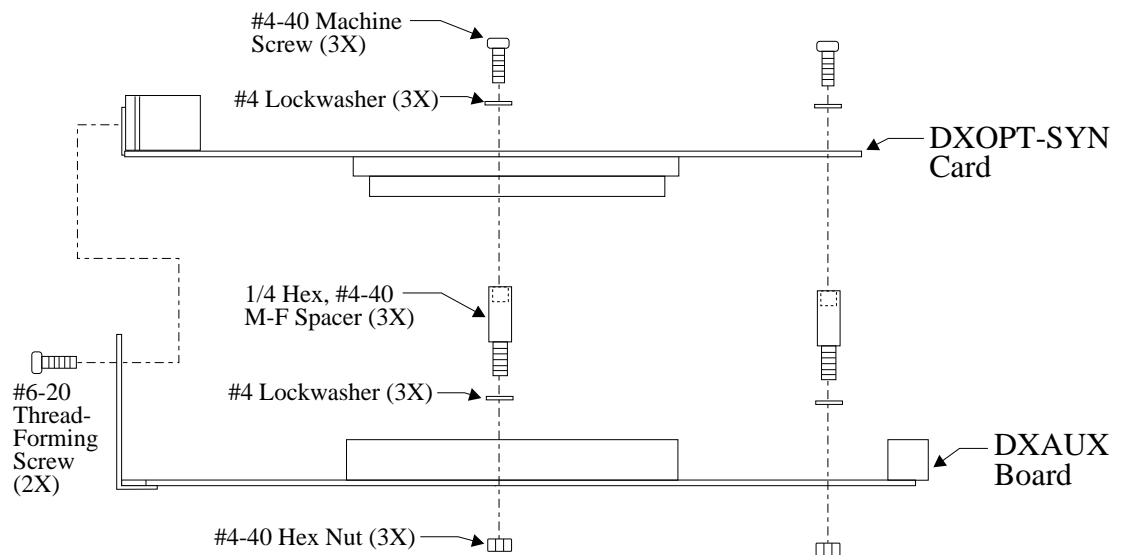 #4-40 Machine
Screw (3X)
#4 Lockwasher (3X)
DXOPT-SYN
Card
1/4 Hex, #4-40
M-F Spacer (3X)
#4 Lockwasher (3X)
#6-20
Thread-
Forming
Screw
(2X)
DXAUX
Board
#4-40 Hex Nut (3X)